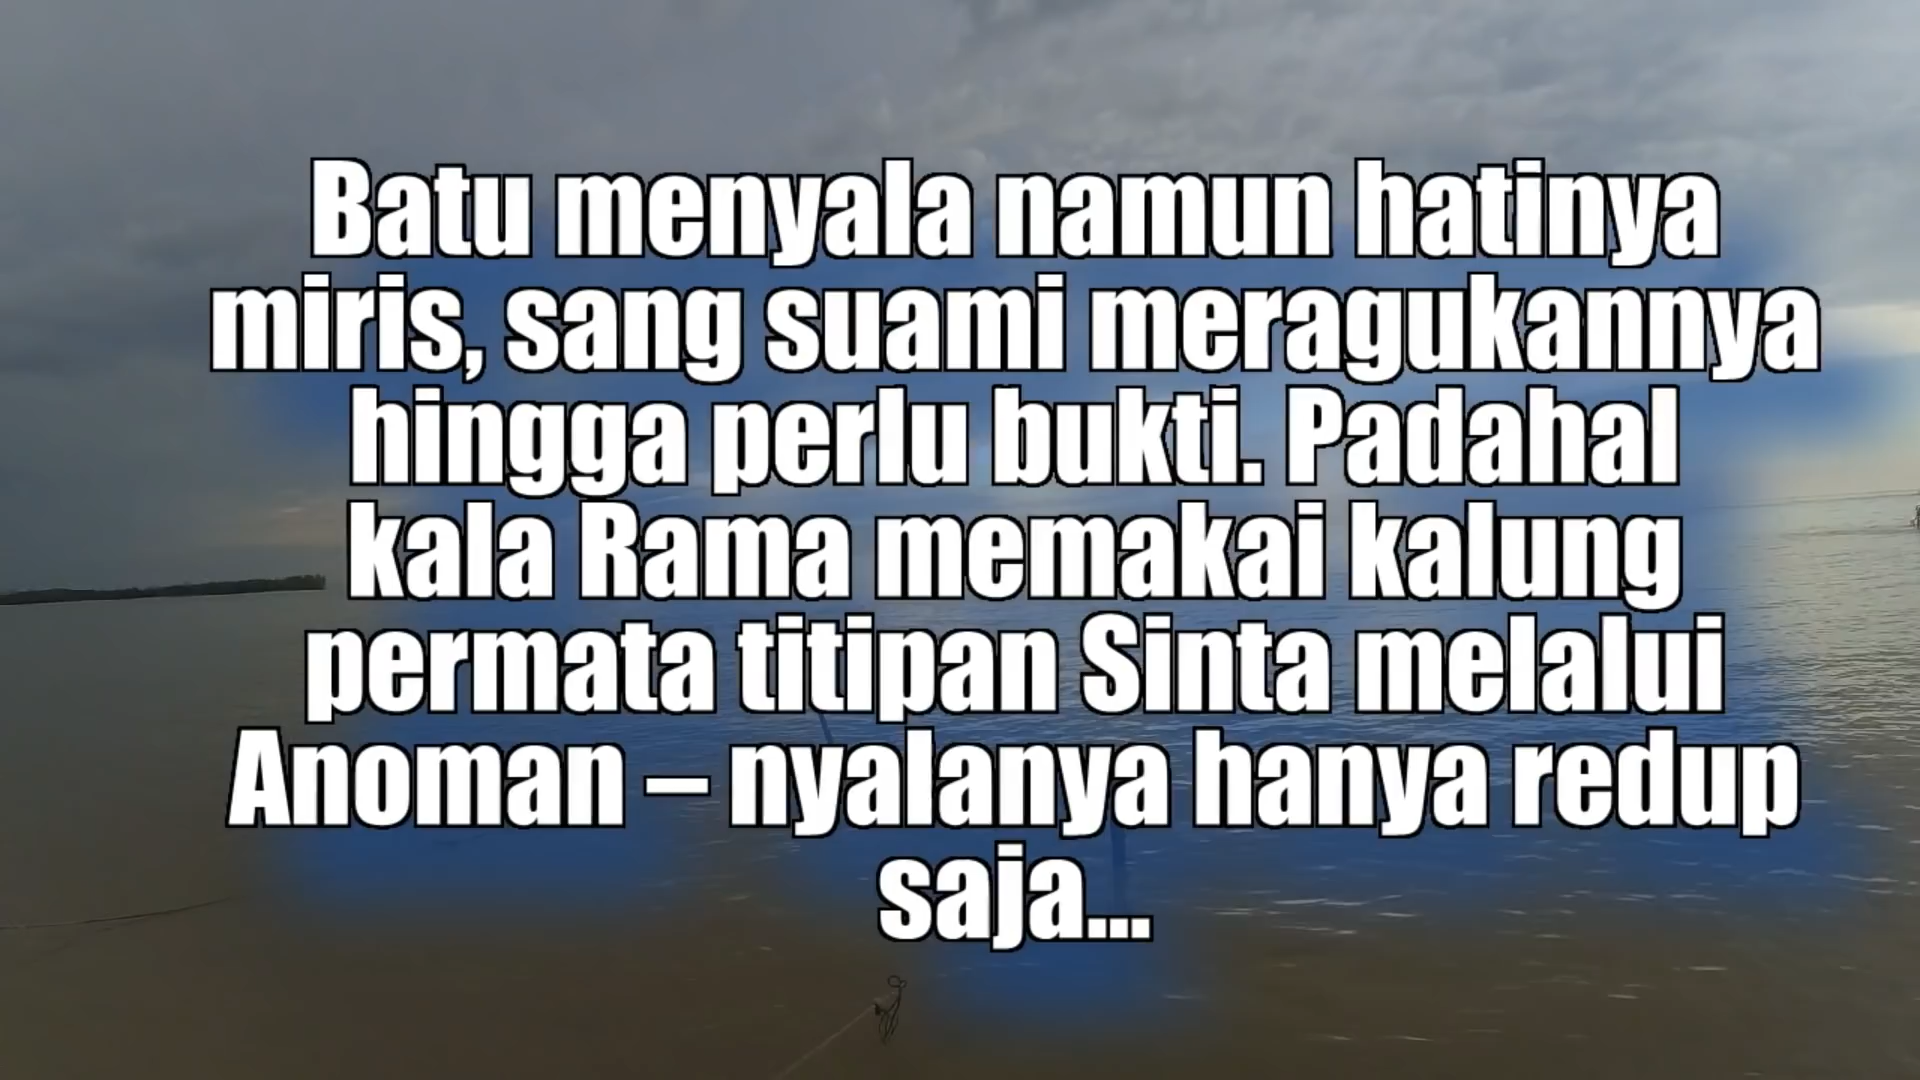 Batu menyala namun hatinya
miris, sang suami meragukannya
hingga perlu bukti. Padahal
kala Rama memakai kalung
permata titipan Sinta melalui
Anoman – nyalanya hanya redup
saja...